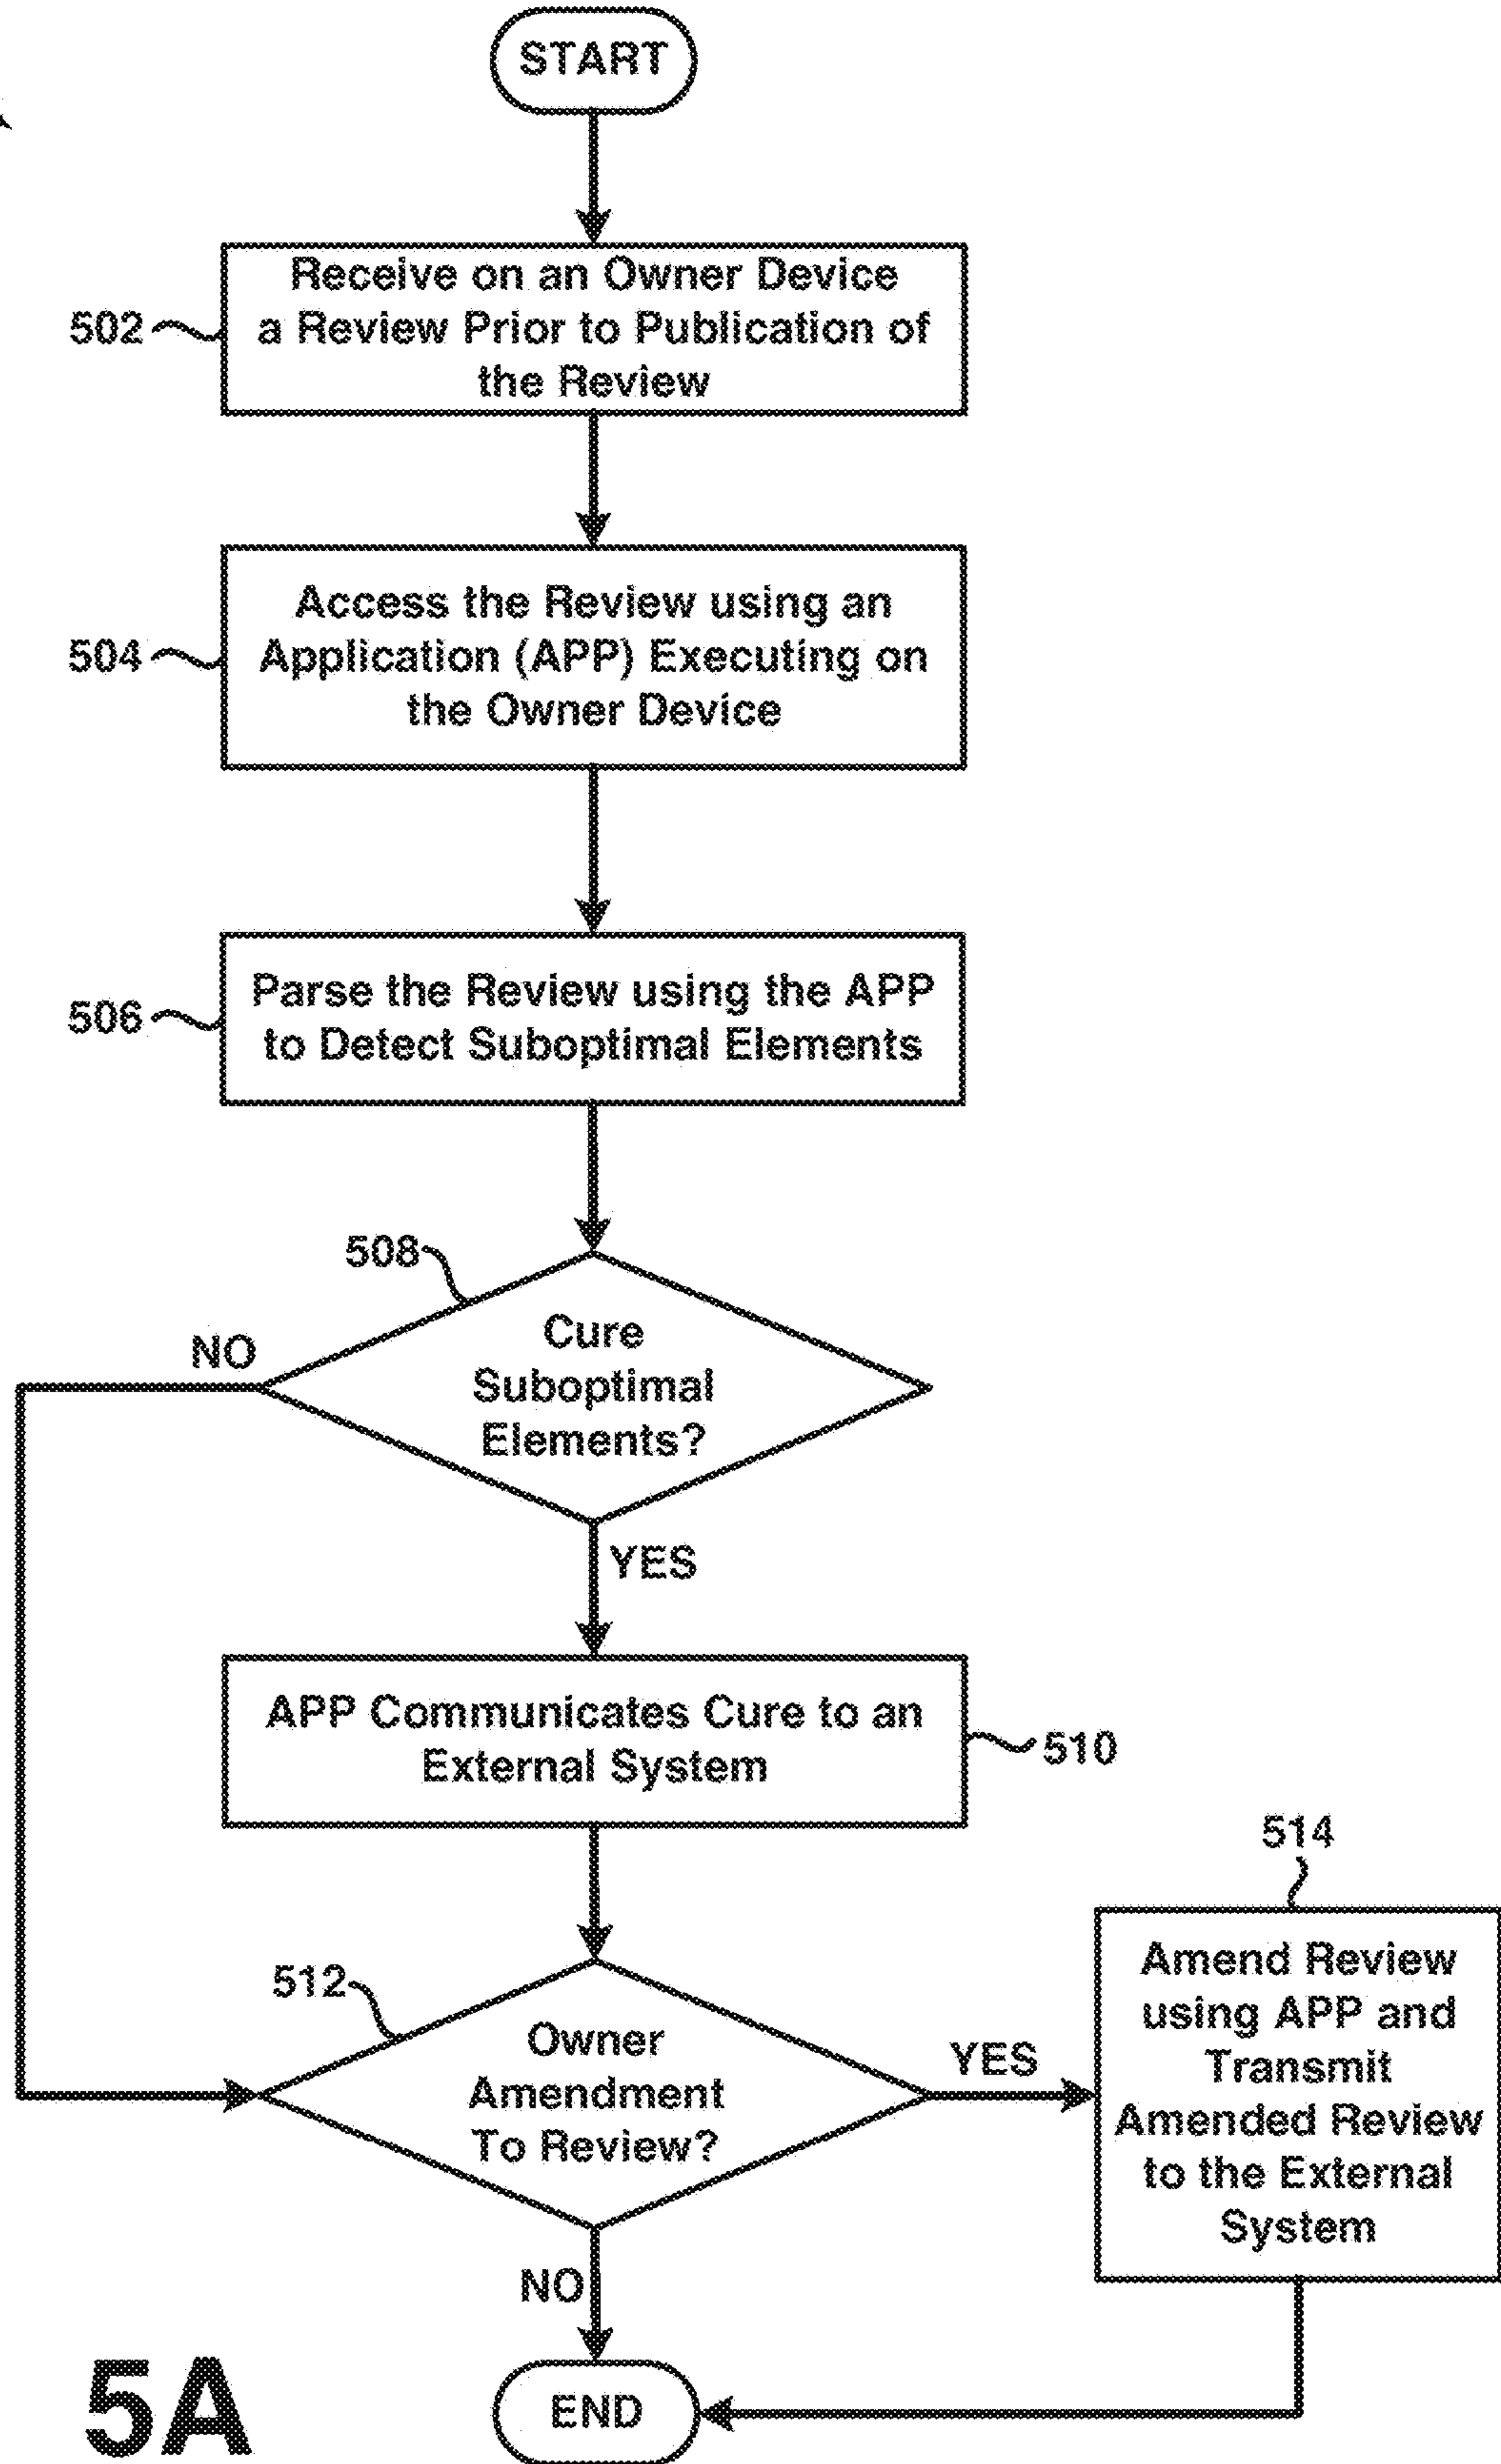 START
Receive on an Owner Device
a Review Prior to Publication of
the Review
502
Access the Review using an
Application (APP) Executing on
the Owner Device
504
Parse the Review using the APP
to Detect Suboptimal Elements
506
508
Cure
Suboptimal
Elements?
NO
YES
APP Communicates Cure to an
External System
510
512
Owner
Amendment
To Review?
YES
514
Amend Review
using APP and
Transmit
Amended Review
to the External
System
NO
END
5A